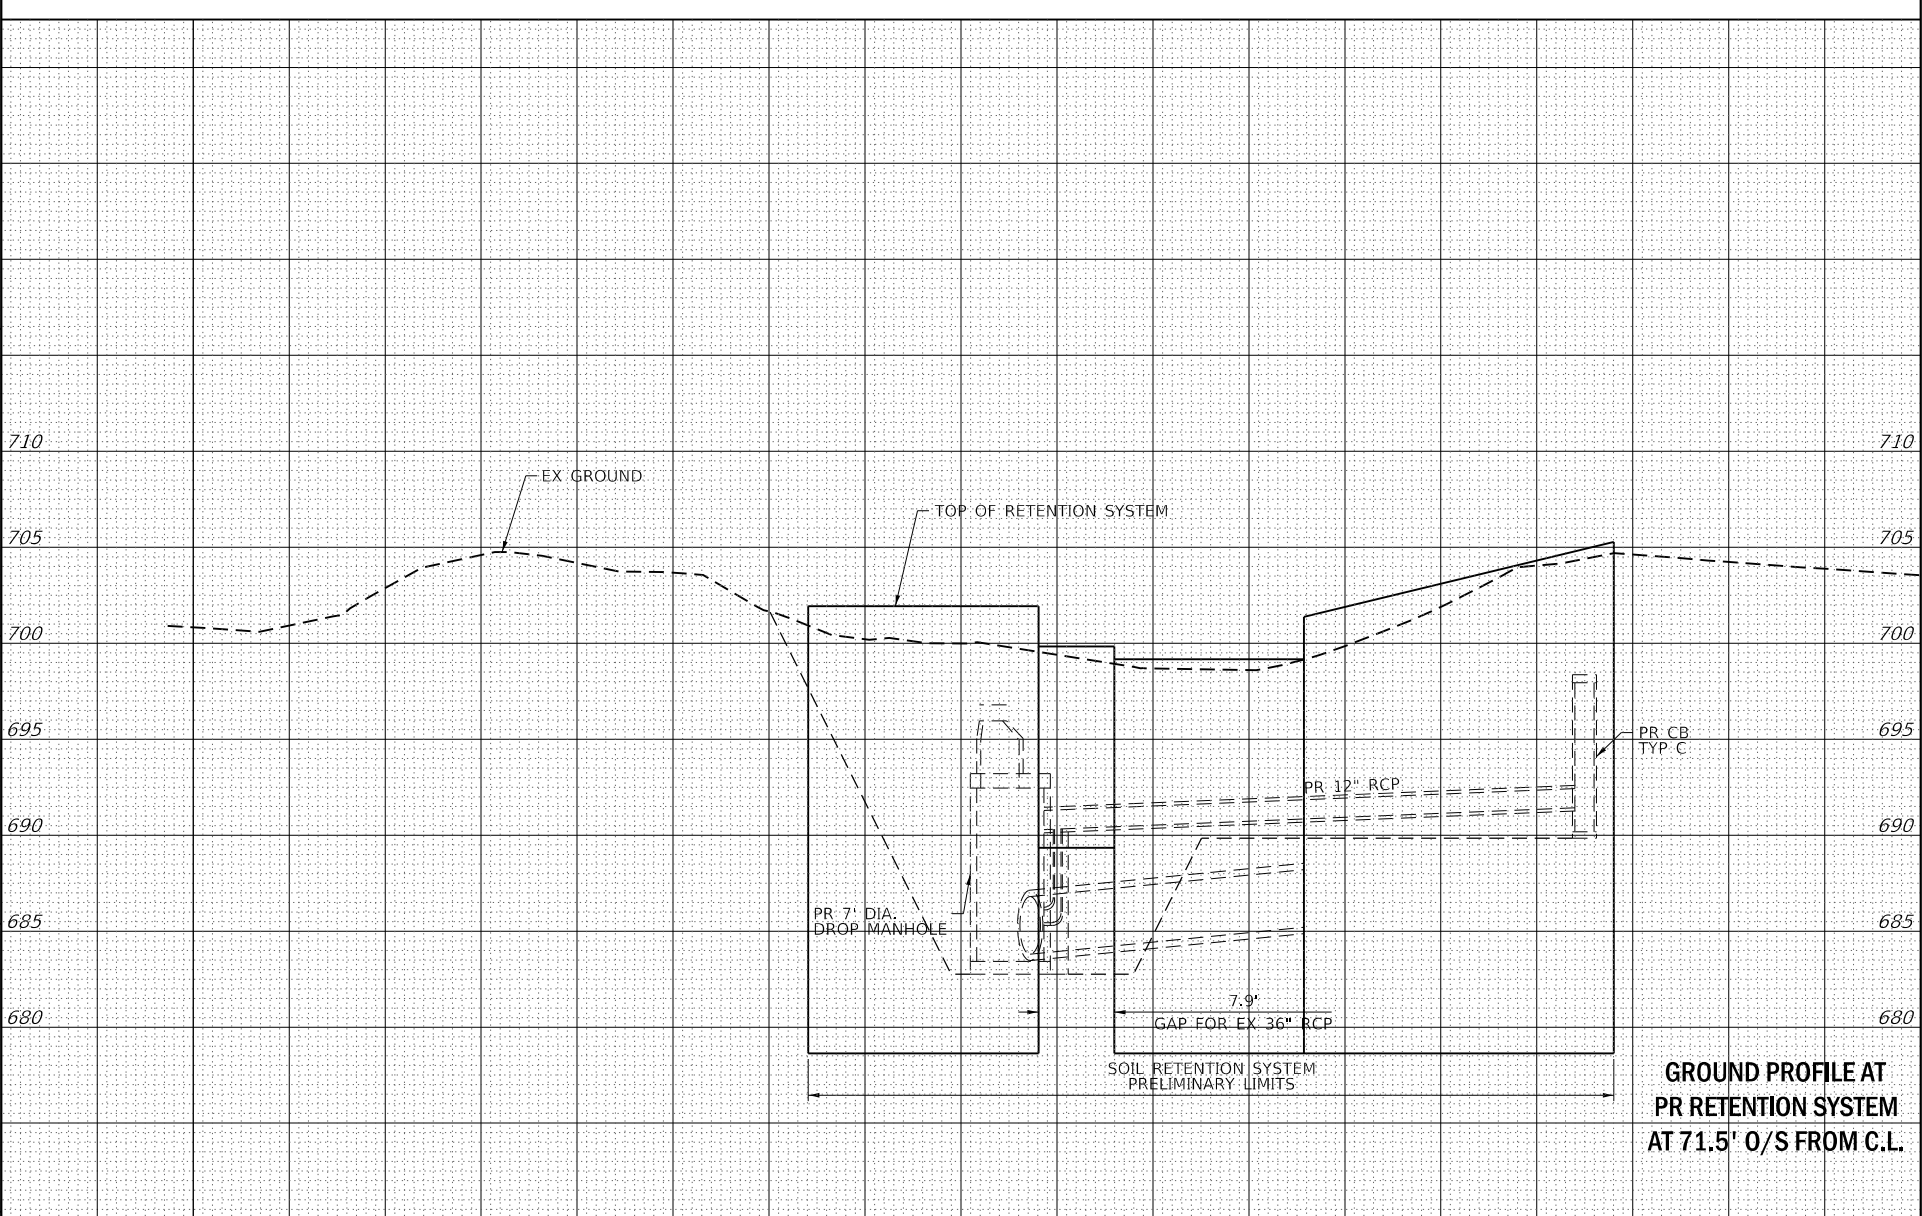 710
710
EX GROUND
TOP OF RETENTION SYSTEM
705
705
700
700
695
695
PR CB
TYP C
PR 12" RCP
690
690
PR 7' DIA.
DROP MANHOLE
685
685
7.9'
GAP FOR EX 36" RCP
680
680
SOIL RETENTION SYSTEM
PRELIMINARY LIMITS
GROUND PROFILE AT
PR RETENTION SYSTEM
AT 71.5' O/S FROM C.L.